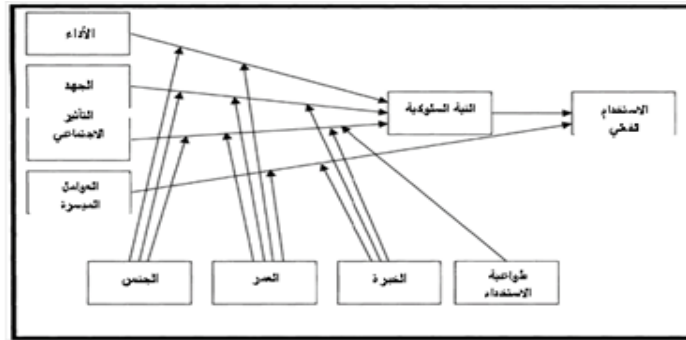 الأداء
الجهد
التأثير
الاجتماعي
العوامل
الميسرة
النية السلوكية
الاستخدام
الفعلي
الجنس
العمر
الخبرة
طواعية
الاستخدام